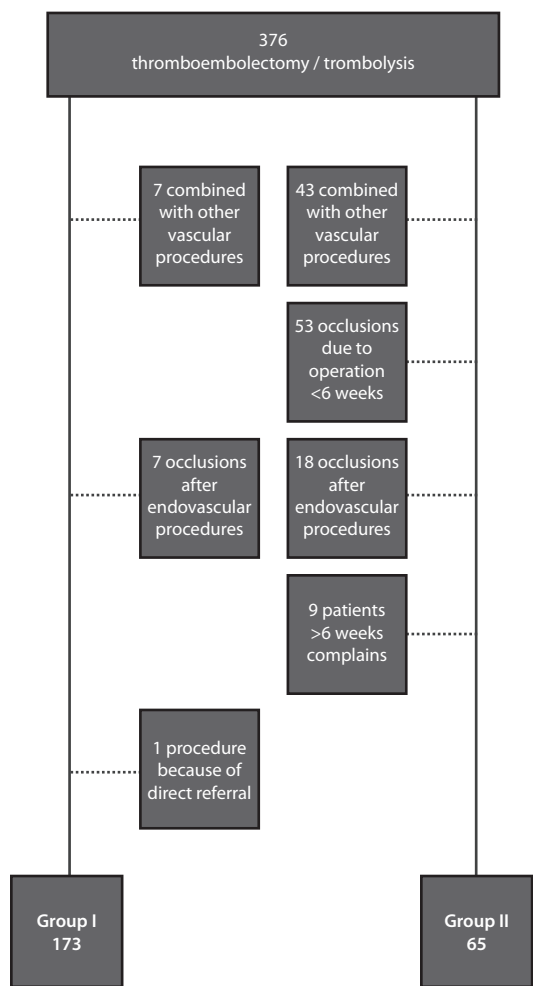 376
thromboembolectomy / trombolysis
7 combined
with other
vascular
procedures
43 combined
with other
vascular
procedures
53 occlusions
due to
operation
<6 weeks
7 occlusions
after
endovascular
procedures
18 occlusions
after
endovascular
procedures
9 patients
>6 weeks
complains
1 procedure
because of
direct referral
Group I
173
Group II
65